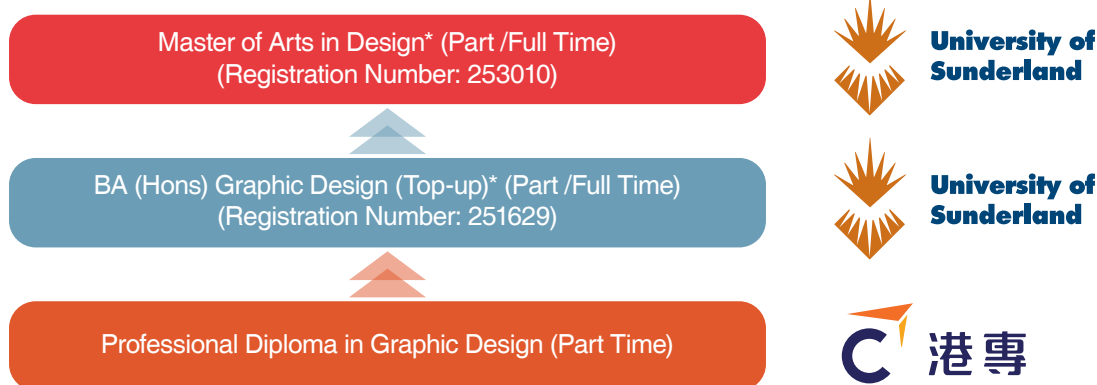 Master of Arts in Design* (Part /Full Time)
(Registration Number: 253010)
University of
Sunderland
BA (Hons) Graphic Design (Top-up)* (Part /Full Time)
(Registration Number: 251629)
University of
Sunderland
Professional Diploma in Graphic Design (Part Time)
港專